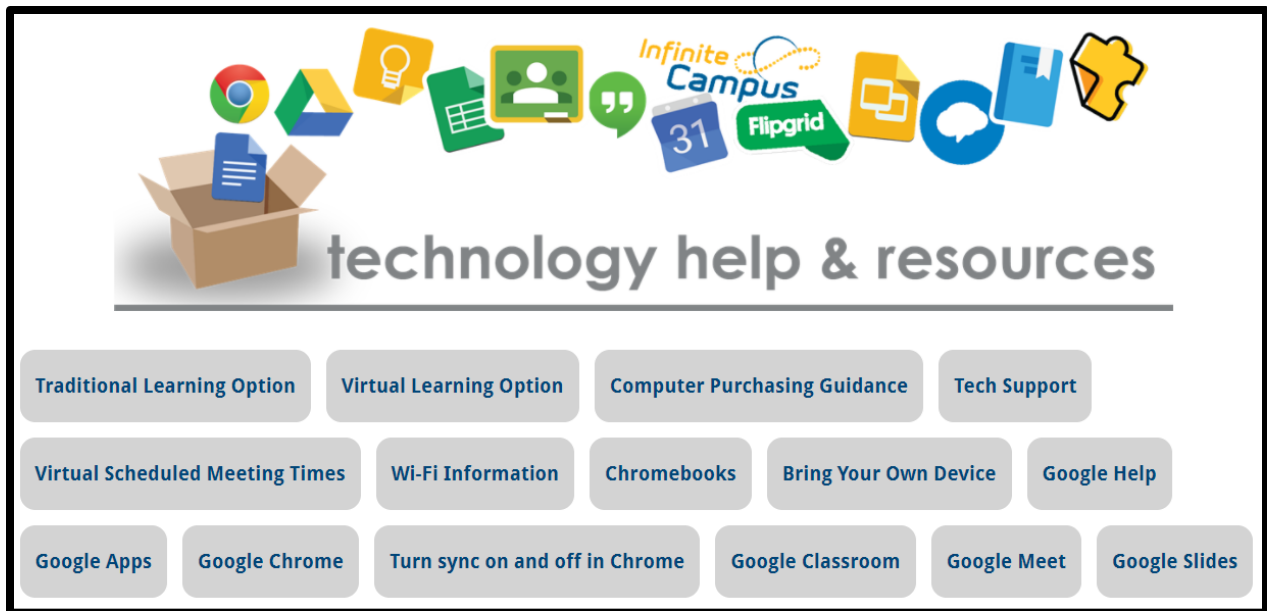 Infinite
Campus
31
Flipgrid
technology help & resources
Traditional Learning Option
Virtual Learning Option
Computer Purchasing Guidance
Tech Support
Virtual Scheduled Meeting Times
Wi-Fi Information
Chromebooks
Bring Your Own Device
Google Help
Google Apps
Google Chrome
Turn sync on and off in Chrome
Google Classroom
Google Meet
Google Slides